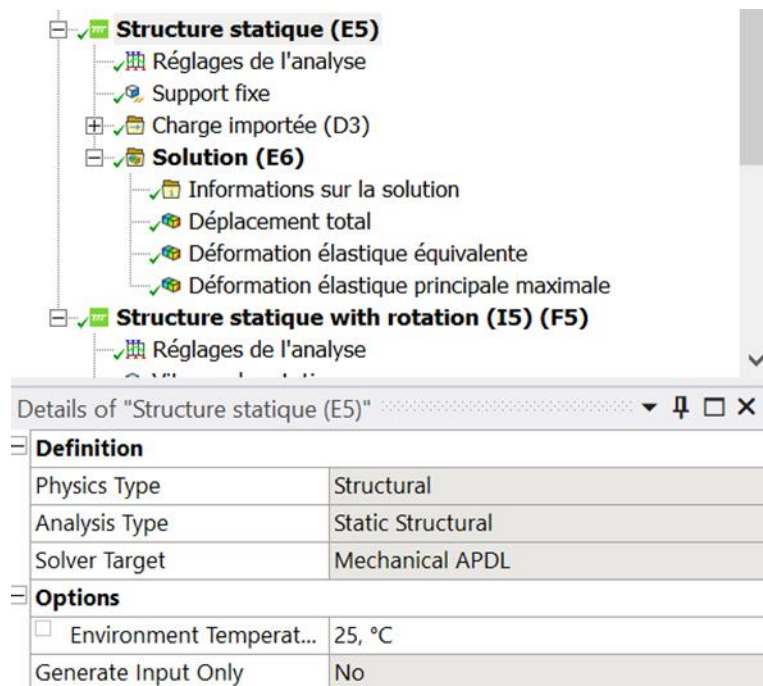 Structure statique (E5)
Réglages de l'analyse
Support fixe
Charge importée (D3)
Solution (E6)
Informations sur la solution
Déplacement total
Déformation élastique équivalente
Déformation élastique principale maximale
Structure statique with rotation (I5) (F5)
Réglages de l'analyse
Details of "Structure statique (E5)"
Definition
Physics Type Structural
Analysis Type Static Structural
Solver Target Mechanical APDL
Options
Environment Temperat... 25, °C
Generate Input Only No